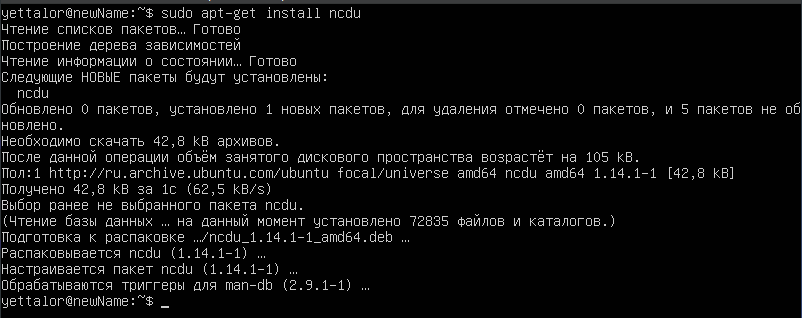 yettalor@newName:~$ sudo apt-get install ncdu
Чтение списков пакетов… Готово
Построение дерева зависимостей
Чтение информации о состоянии… Готово
Следующие НОВЫЕ пакеты будут установлены:
  ncdu
Обновлено 0 пакетов, установлено 1 новых пакетов, для удаления отмечено 0 пакетов, и 5 пакетов не об
новлено.
Необходимо скачать 42,8 kB архивов.
После данной операции объём занятого дискового пространства возрастёт на 105 kB.
Пол:1 http://ru.archive.ubuntu.com/ubuntu focal/universe amd64 ncdu amd64 1.14.1-1 [42,8 kB]
Получено 42,8 kB за 1с (62,5 kB/s)
Выбор ранее не выбранного пакета ncdu.
(Чтение базы данных … на данный момент установлено 72835 файлов и каталогов.)
Подготовка к распаковке …/ncdu_1.14.1-1_amd64.deb …
Распаковывается ncdu (1.14.1-1) …
Настраивается пакет ncdu (1.14.1-1) …
Обрабатываются триггеры для man-db (2.9.1-1) …
yettalor@newName:~$ _